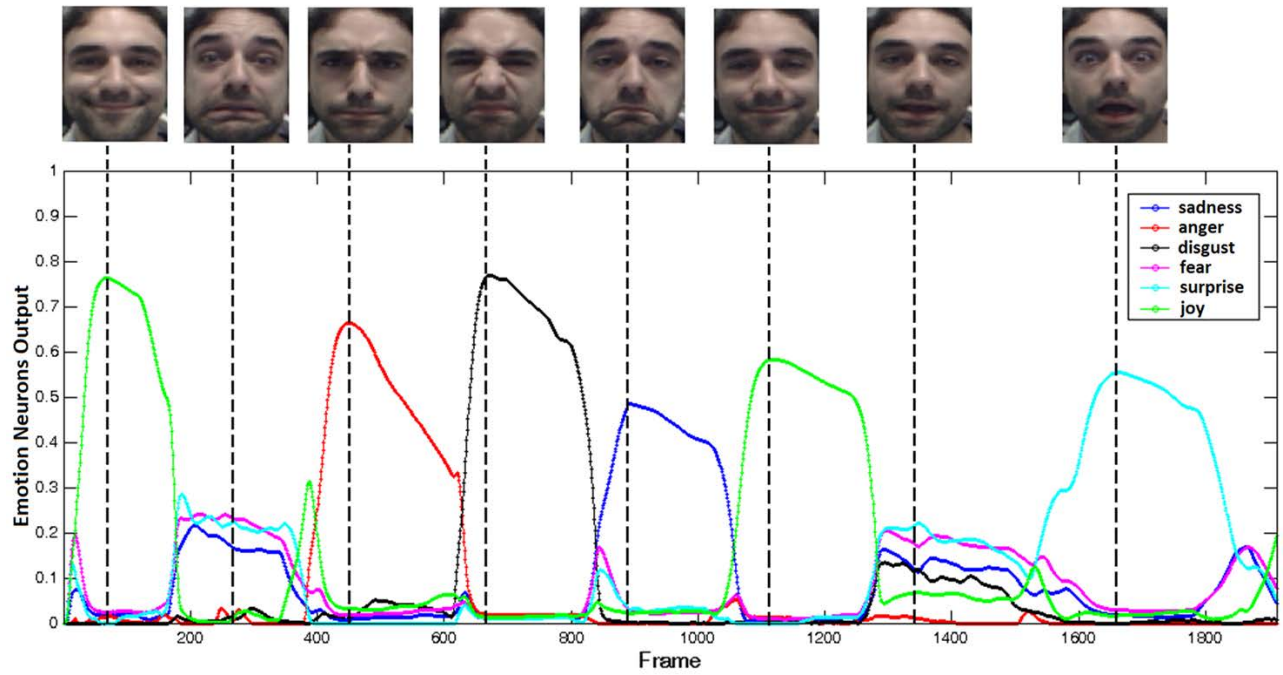 1
0.9
0.8
0.7
0.6
0.5
0.4
0.3
0.2
0.1
0
Emotion Neurons Output
sadness
anger
disgust
fear
surprise
joy
200 400 600 800 1000 1200 1400 1600 1800
Frame